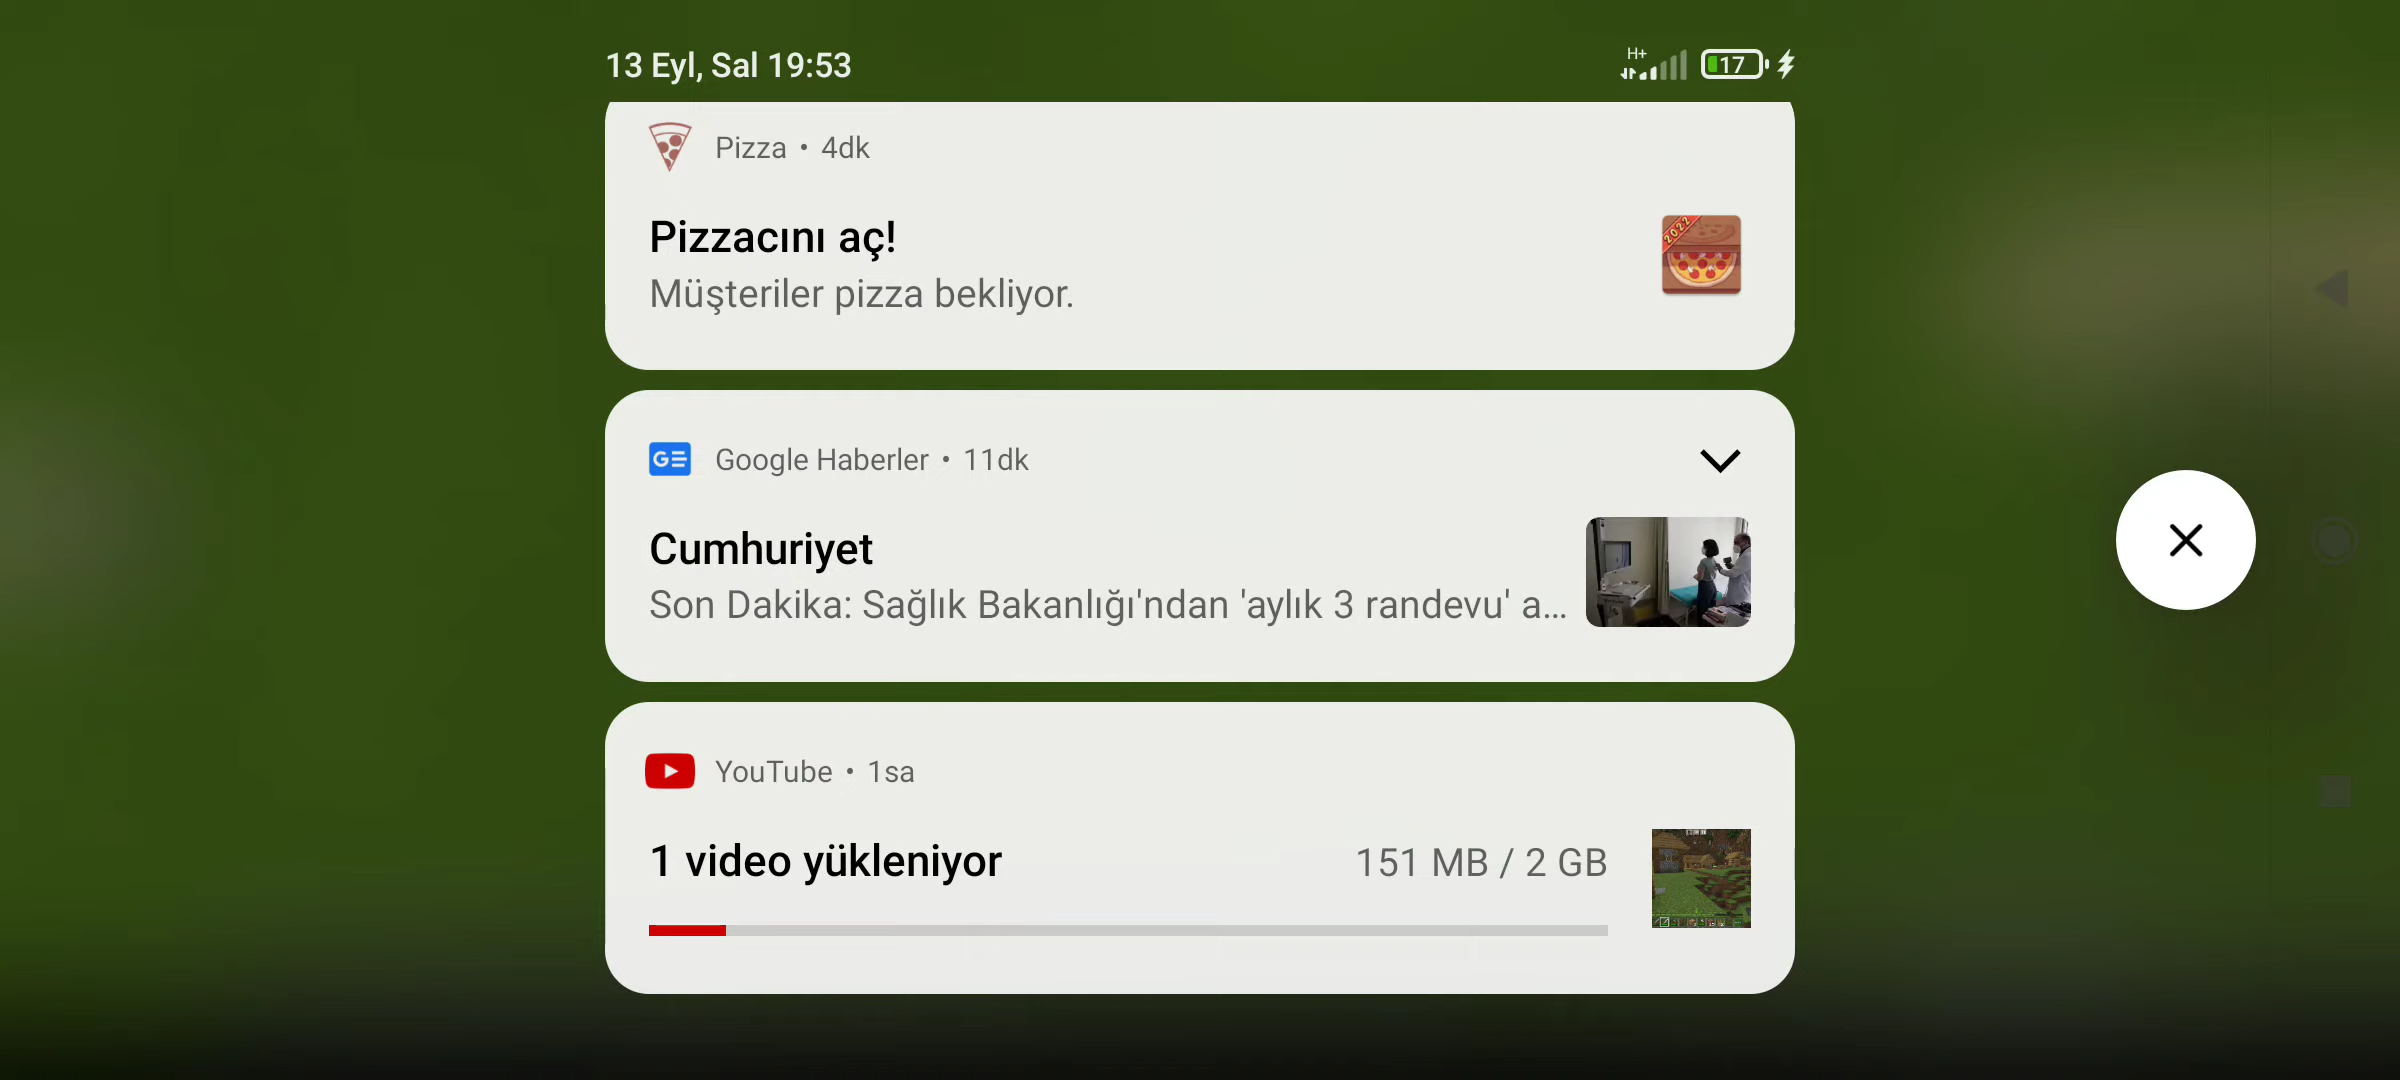 13 Eyl, Sal 19:53
H+
17
Pizza • 4dk
Pizzacını aç!
Müşteriler pizza bekliyor.
2022
Google Haberler • 11dk
Cumhuriyet
Son Dakika: Sağlık Bakanlığı'ndan 'aylık 3 randevu' a...
YouTube • 1sa
1 video yükleniyor
151 MB / 2 GB